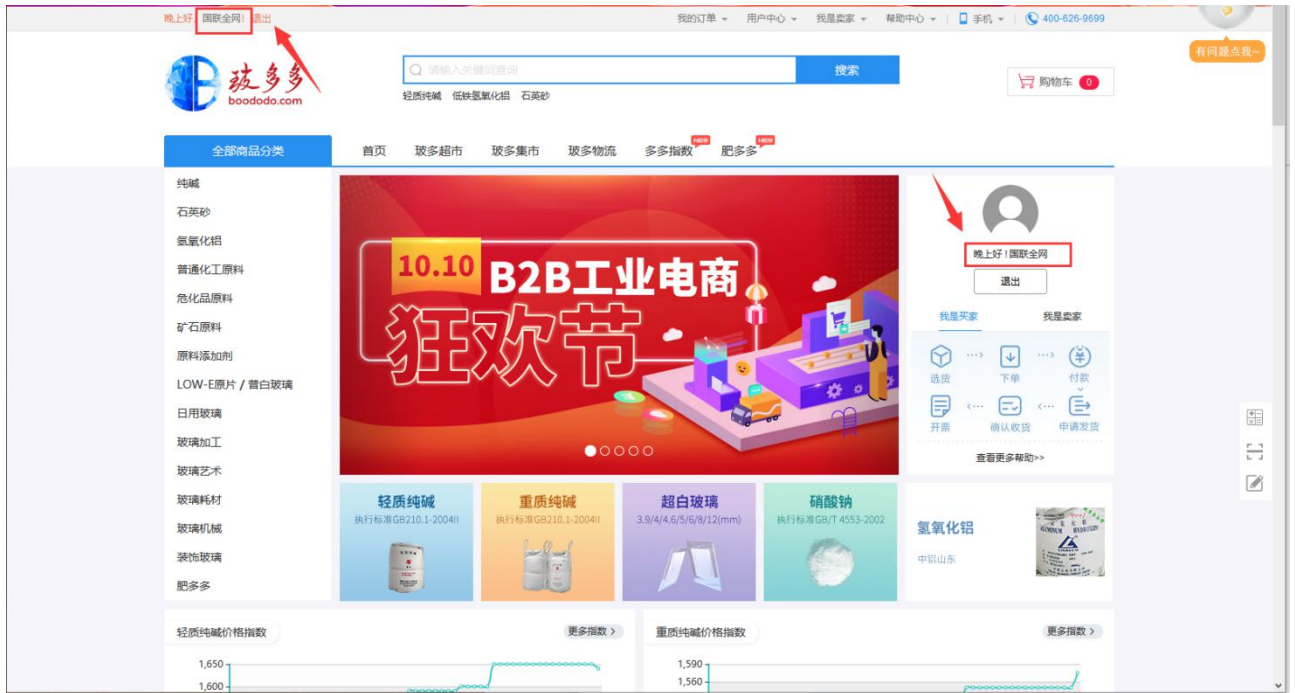 晚上好！国联全网！退出
我的订单 用户中心 我是卖家 帮助中心 手机 400-626-9699
有问题点我~
玻多多
boododo.com
请输入关键词查询
搜索
轻质纯碱 低铁氢氧化铝 石英砂
购物车 0
全部商品分类
首页 玻多超市 玻多集市 玻多物流 多多指数 NEW 肥多多 NEW
纯碱
石英砂
氢氧化铝
普通化工原料
危化品原料
矿石原料
原料添加剂
LOW-E原片 / 普白玻璃
日用玻璃
玻璃加工
玻璃艺术
玻璃耗材
玻璃机械
装饰玻璃
肥多多
10.10
B2B工业电商
狂欢节
晚上好！国联全网
退出
我是买家 我是卖家
选货 下单 付款
开票 确认收货 申请发货
查看更多帮助>>
轻质纯碱
执行标准GB210.1-2004II
重质纯碱
执行标准GB210.1-2004II
超白玻璃
3.9/4/4.6/5/6/8/12(mm)
硝酸钠
执行标准GB/T 4553-2002
氢氧化铝
中铝山东
轻质纯碱价格指数
更多指数 >
1,650
1,600
重质纯碱价格指数
更多指数 >
1,590
1,560